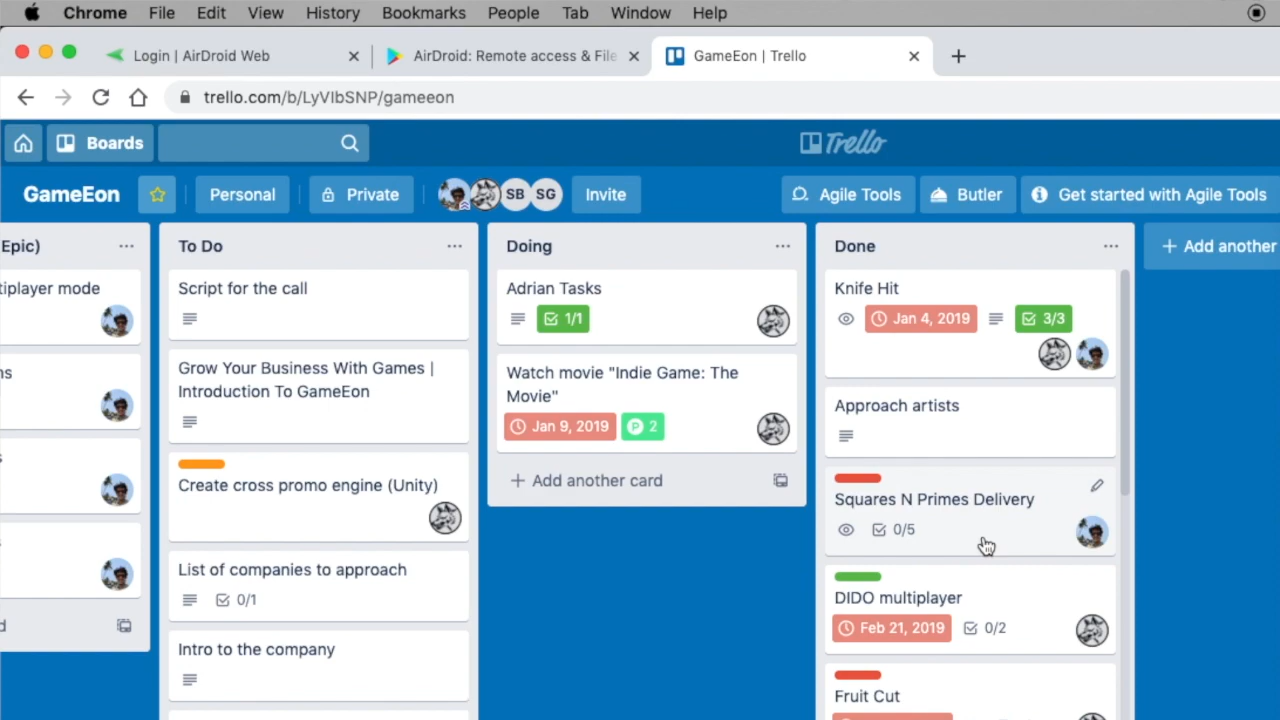 Chrome File Edit View History Bookmarks People Tab Window Help
Login | AirDroid Web
AirDroid: Remote access & File
GameEon | Trello
trello.com/b/LyVIbSNP/gameeon
Boards
Trello
GameEon
Personal
Private
SB
SG
Invite
Agile Tools
Butler
Get started with Agile Tools
Epic)
tiplayer mode
ns
s
d
To Do
Script for the call
Grow Your Business With Games |
Introduction To GameEon
Create cross promo engine (Unity)
List of companies to approach
0/1
Intro to the company
Doing
Adrian Tasks
1/1
Watch movie "Indie Game: The
Movie"
Jan 9, 2019
P 2
+ Add another card
Done
Knife Hit
Jan 4, 2019
3/3
Approach artists
Squares N Primes Delivery
0/5
DIDO multiplayer
Feb 21, 2019
0/2
Fruit Cut
+ Add another